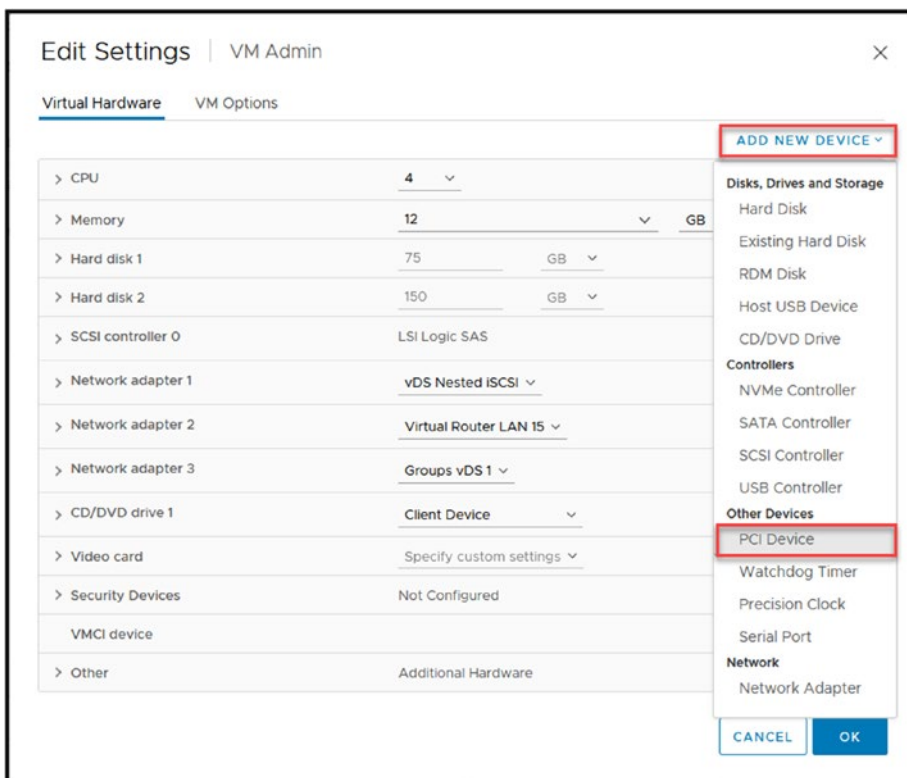 Edit Settings VM Admin
Virtual Hardware VM Options
ADD NEW DEVICE
CPU 4
Memory 12 GB
Hard disk 1 75 GB
Hard disk 2 150 GB
SCSI controller 0 LSI Logic SAS
Network adapter 1 vDS Nested iSCSI
Network adapter 2 Virtual Router LAN 15
Network adapter 3 Groups vDS 1
CD/DVD drive 1 Client Device
Video card Specify custom settings
Security Devices Not Configured
VMCI device
Other Additional Hardware
Disks, Drives and Storage
Hard Disk
Existing Hard Disk
RDM Disk
Host USB Device
CD/DVD Drive
Controllers
NVMe Controller
SATA Controller
SCSI Controller
USB Controller
Other Devices
PCI Device
Watchdog Timer
Precision Clock
Serial Port
Network
Network Adapter
CANCEL OK